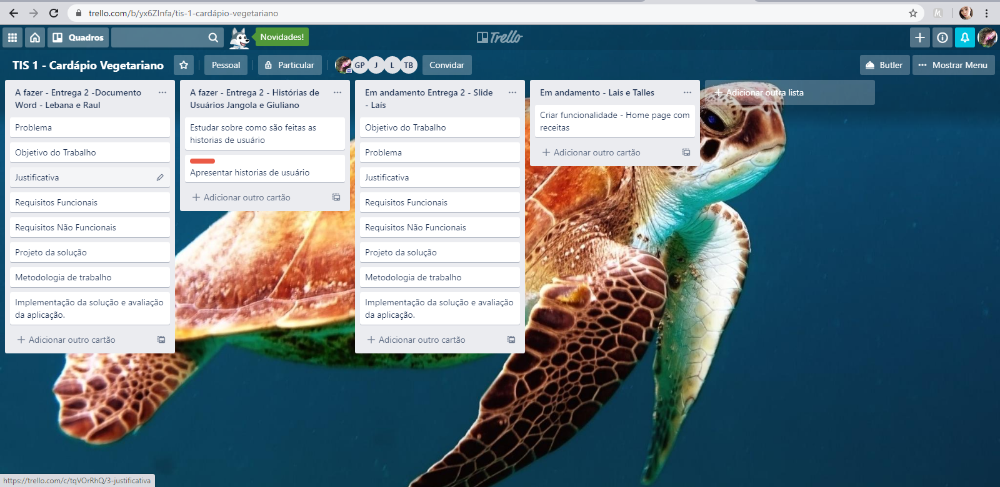 trello.com/b/yx6ZInfa/tis-1-cardápio-vegetariano
Quadros
Novidades!
Trello
TIS 1 - Cardápio Vegetariano
Pessoal
Particular
GP
J
L
TB
Convidar
Butler
Mostrar Menu
A fazer - Entrega 2 -Documento
Word - Lebana e Raul
Problema
Objetivo do Trabalho
Justificativa
Requisitos Funcionais
Requisitos Não Funcionais
Projeto da solução
Metodologia de trabalho
Implementação da solução e avaliação
da aplicação.
Adicionar outro cartão
A fazer - Entrega 2 - Histórias de
Usuários Jangola e Giuliano
Estudar sobre como são feitas as
historias de usuário
Apresentar historias de usuário
Adicionar outro cartão
Em andamento Entrega 2 - Slide
- Laís
Objetivo do Trabalho
Problema
Justificativa
Requisitos Funcionais
Requisitos Não Funcionais
Projeto da solução
Metodologia de trabalho
Implementação da solução e avaliação
da aplicação.
Adicionar outro cartão
Em andamento - Lais e Talles
Criar funcionalidade - Home page com
receitas
Adicionar outro cartão
Adicionar outra lista
https://trello.com/c/tqVOrRhQ/3-justificativa